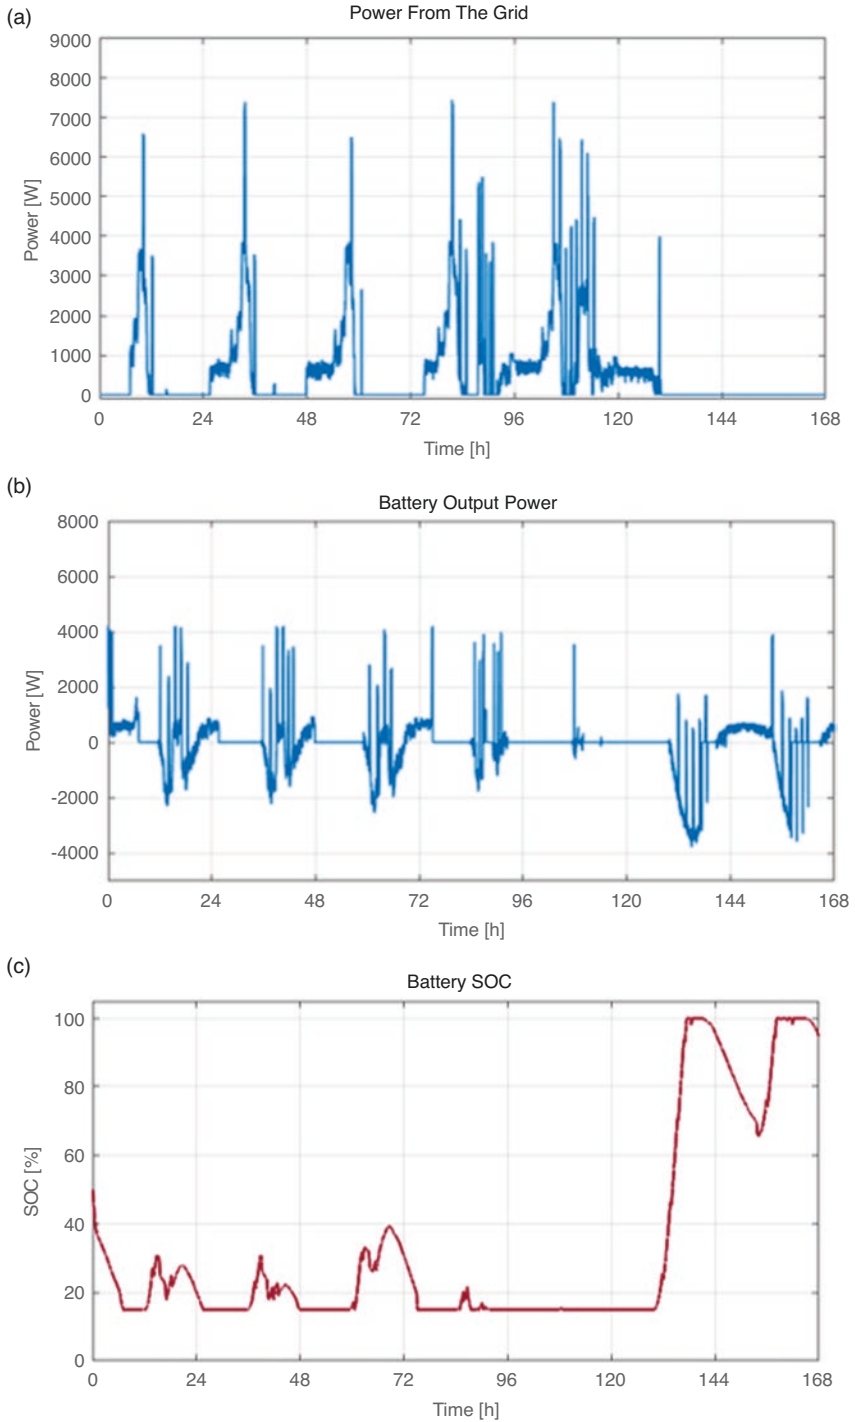 (a)
Power From The Grid
9000
8000
7000
6000
5000
4000
3000
2000
1000
0
Power [W]
0 24 48 72 96 120 144 168
Time [h]
(b)
Battery Output Power
8000
6000
4000
2000
0
-2000
-4000
Power [W]
0 24 48 72 96 120 144 168
Time [h]
(c)
Battery SOC
100
80
60
40
20
0
SOC [%]
0 24 48 72 96 120 144 168
Time [h]